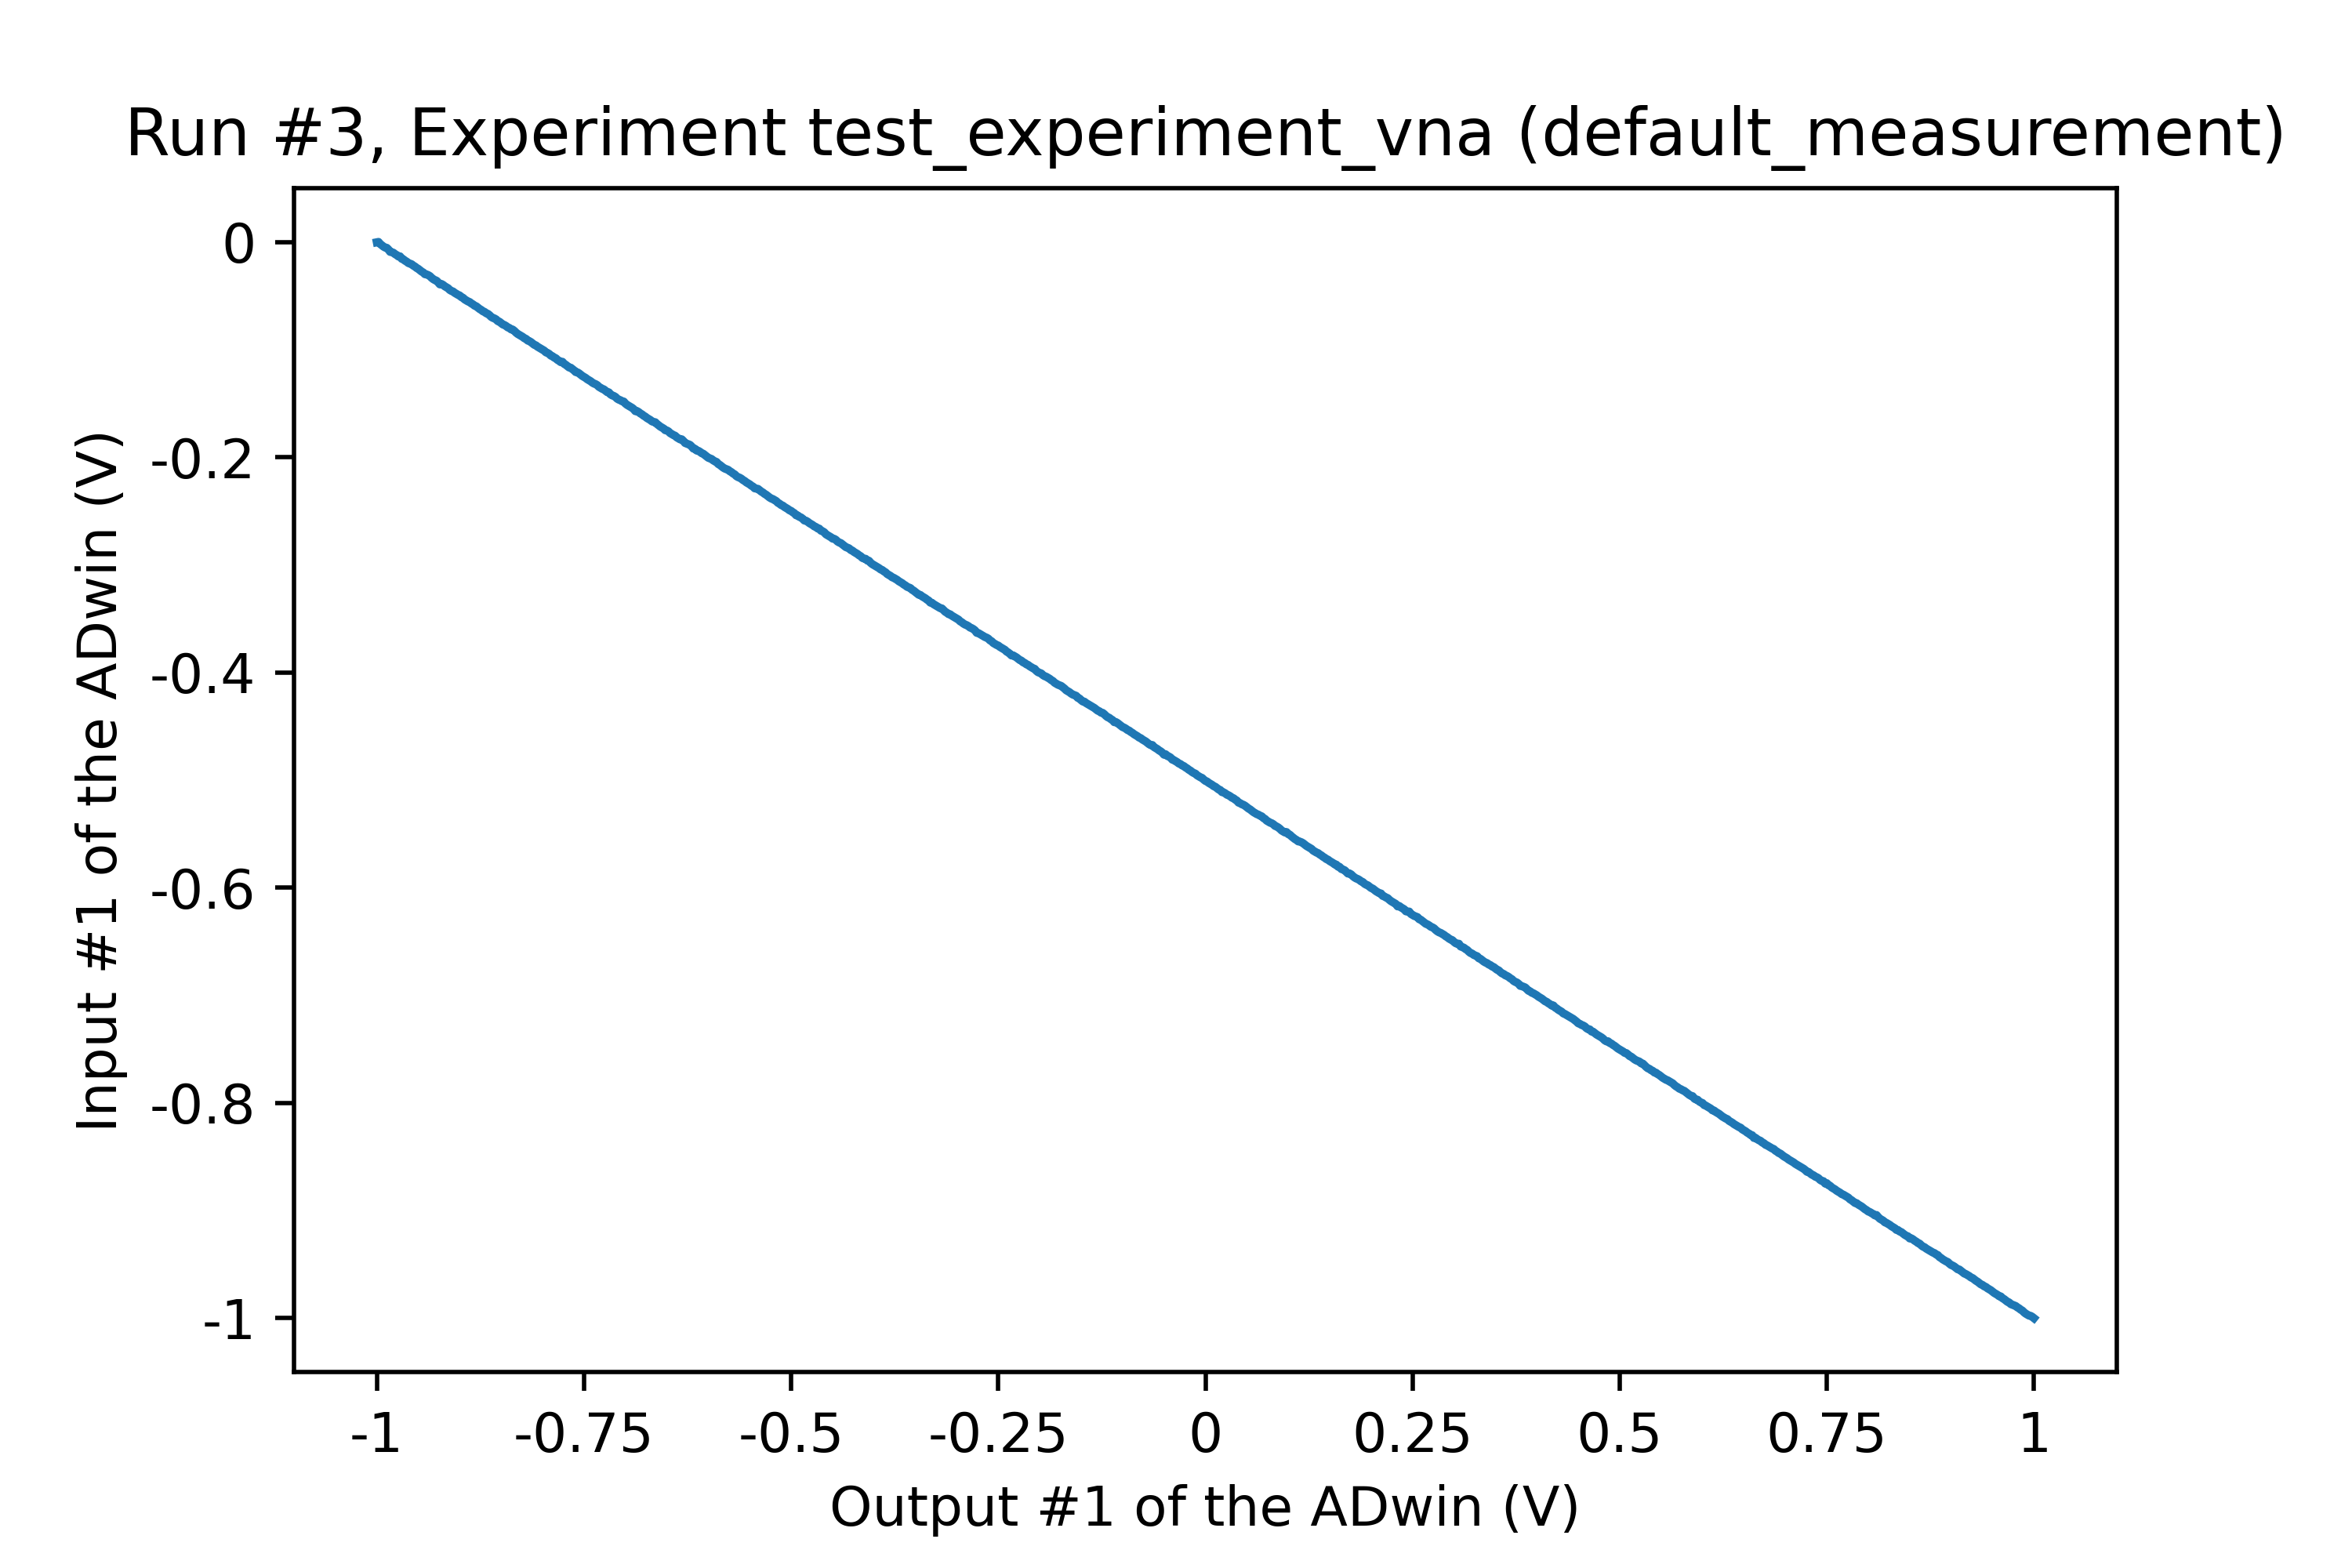 Run #3, Experiment test_experiment_vna (default_measurement)
Input #1 of the ADwin (V)
0
-0.2
-0.4
-0.6
-0.8
-1
-1 -0.75 -0.5 -0.25 0 0.25 0.5 0.75 1
Output #1 of the ADwin (V)